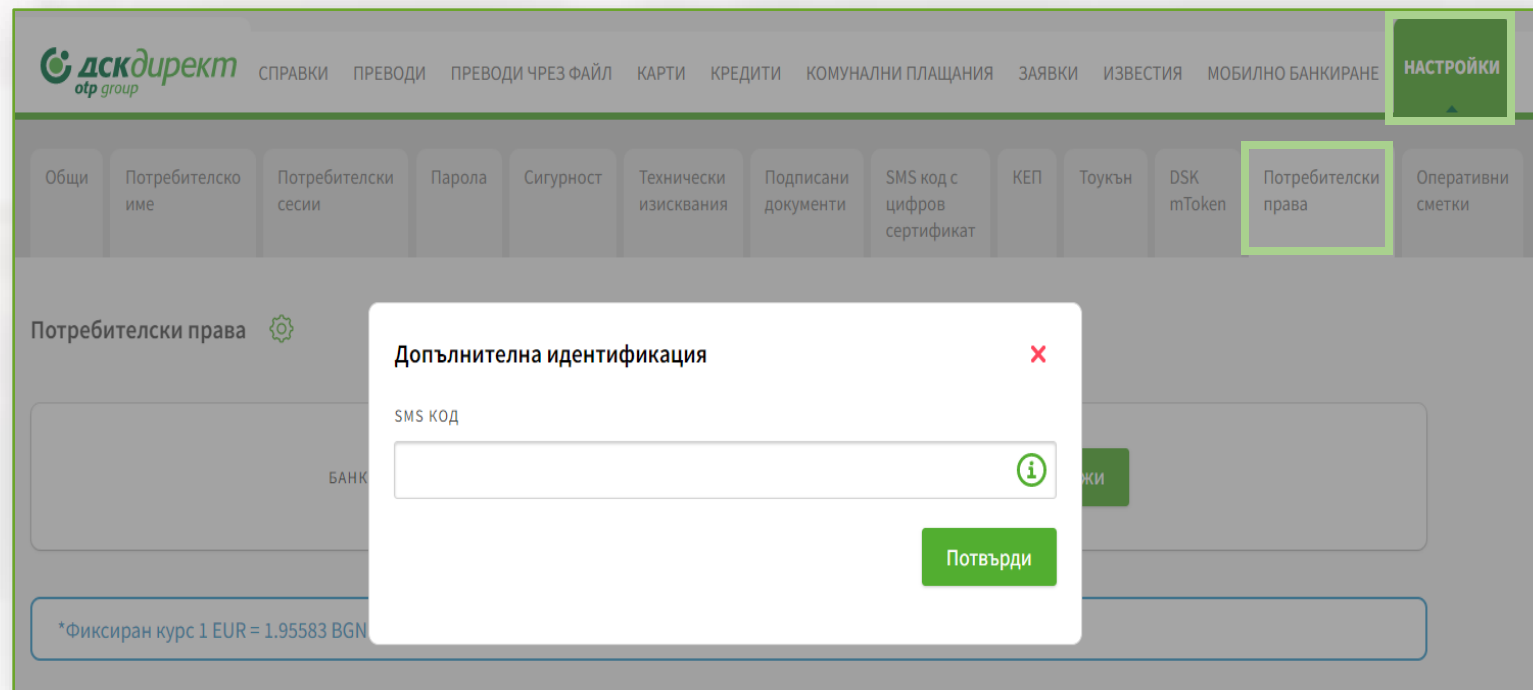 дскдирект
otp group
СПРАВКИ ПРЕВОДИ ПРЕВОДИ ЧРЕЗ ФАЙЛ КАРТИ КРЕДИТИ КОМУНАЛНИ ПЛАЩАНИЯ ЗАЯВКИ ИЗВЕСТИЯ МОБИЛНО БАНКИРАНЕ НАСТРОЙКИ
Общи
Потребителско
име
Потребителски
сесии
Парола
Сигурност
Технически
изисквания
Подписани
документи
SMS код с
цифров
сертификат
КЕП
Тоукън
DSK
mToken
Потребителски
права
Оперативни
сметки
Потребителски права
Допълнителна идентификация
SMS КОД
БАНК
жи
Потвърди
*Фиксиран курс 1 EUR = 1.95583 BGN